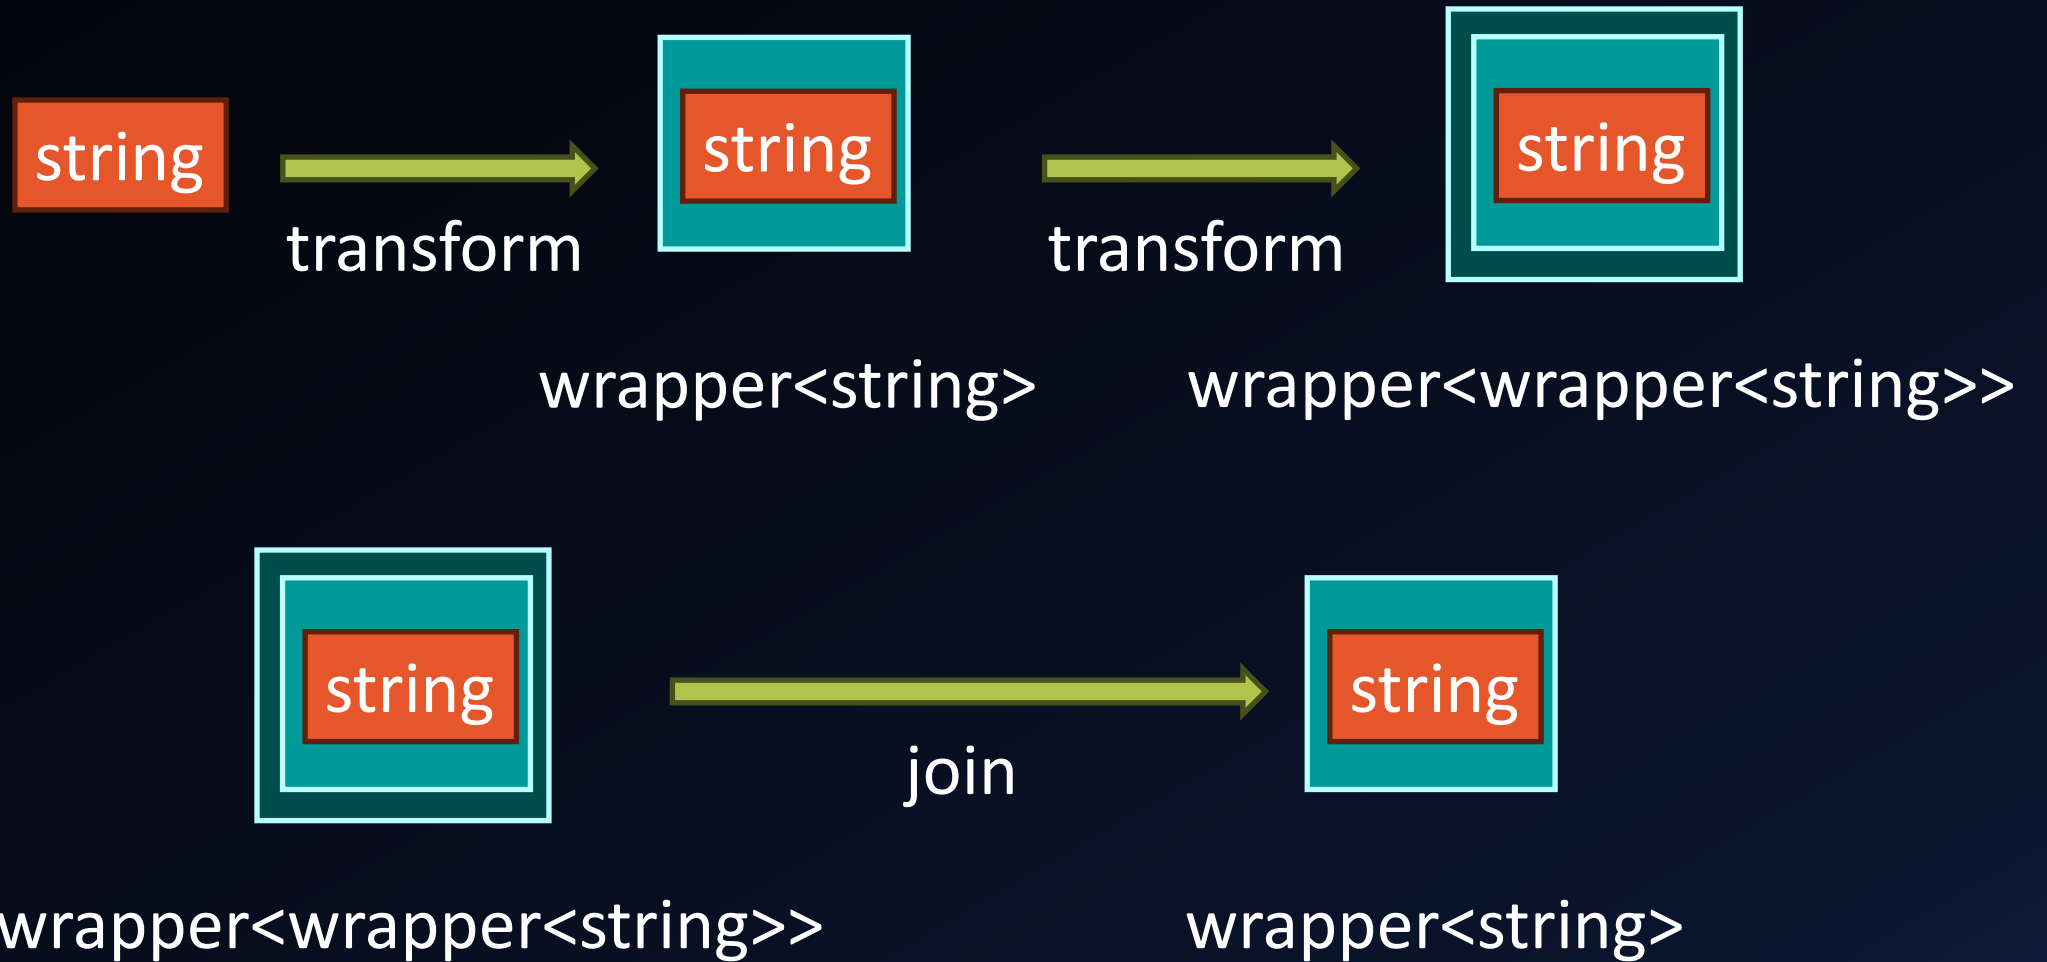 string
transform
string
transform
string
wrapper<string>
wrapper<wrapper<string>>
string
join
string
wrapper<wrapper<string>>
wrapper<string>